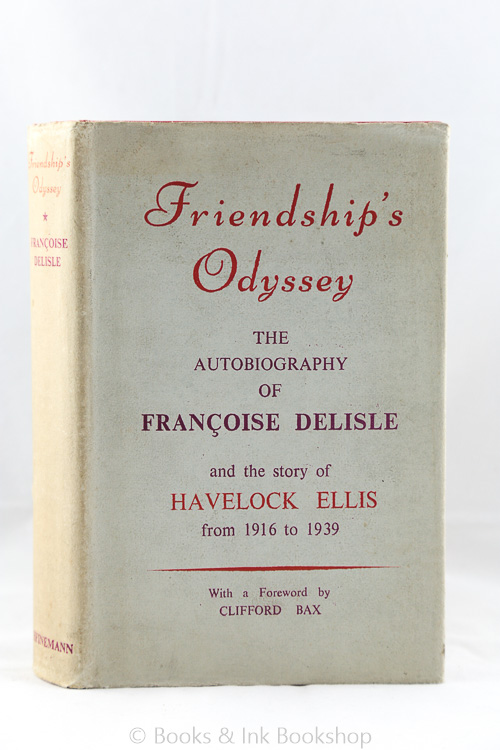 Friendship's
Odyssey
★
FRANÇOISE
DELISLE
Friendship's
Odyssey
THE
AUTOBIOGRAPHY
OF
FRANÇOISE DELISLE
and the story of
HAVELOCK ELLIS
from 1916 to 1939
With a Foreword by
CLIFFORD BAX
© Books & Ink Bookshop